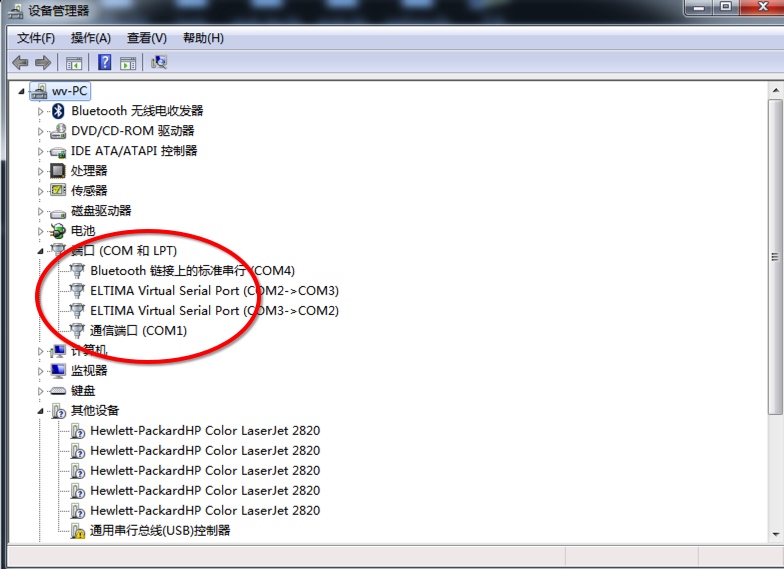 设备管理器
文件(F) 操作(A) 查看(V) 帮助(H)
wv-PC
Bluetooth 无线电收发器
DVD/CD-ROM 驱动器
IDE ATA/ATAPI 控制器
处理器
传感器
磁盘驱动器
电池
端口 (COM 和 LPT)
Bluetooth 链接上的标准串行 (COM4)
ELTIMA Virtual Serial Port (COM2->COM3)
ELTIMA Virtual Serial Port (COM3->COM2)
通信端口 (COM1)
计算机
监视器
键盘
其他设备
Hewlett-PackardHP Color LaserJet 2820
Hewlett-PackardHP Color LaserJet 2820
Hewlett-PackardHP Color LaserJet 2820
Hewlett-PackardHP Color LaserJet 2820
Hewlett-PackardHP Color LaserJet 2820
通用串行总线(USB)控制器